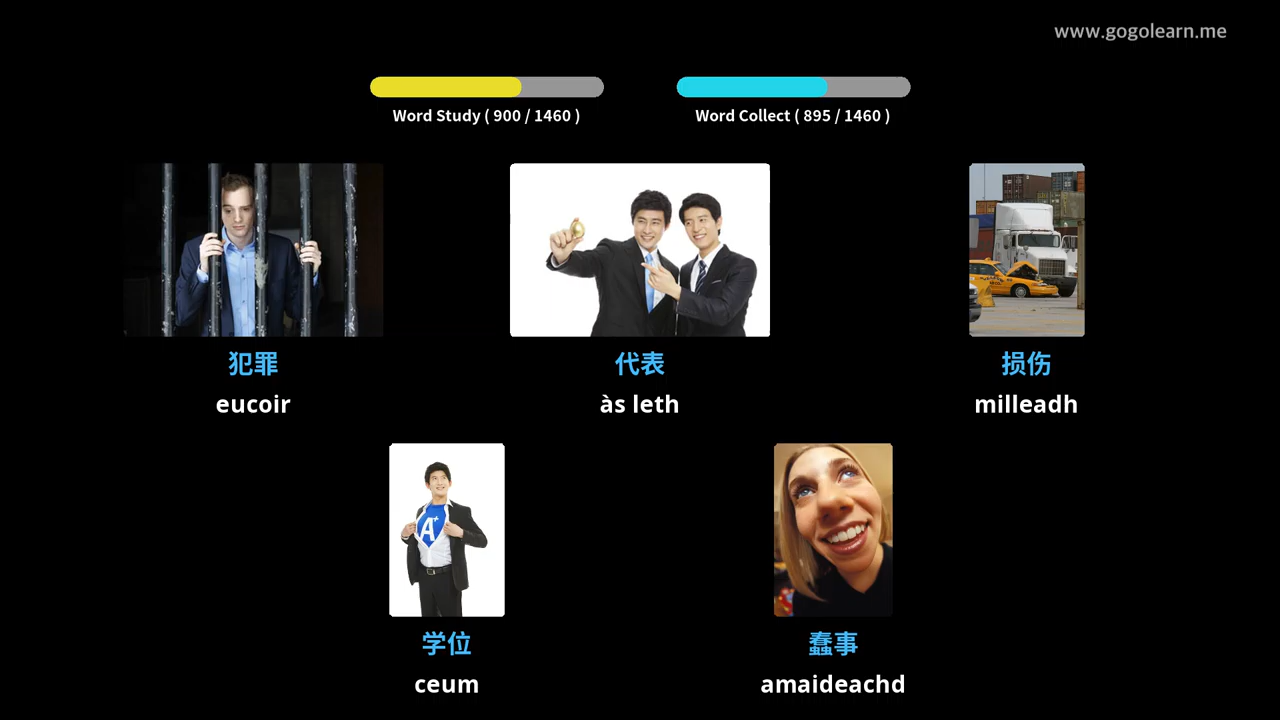 www.gogolearn.me
Word Study ( 900 / 1460 )
Word Collect ( 895 / 1460 )
犯罪
eucoir
代表
às leth
损伤
milleadh
A+
学位
ceum
蠢事
amaideachd